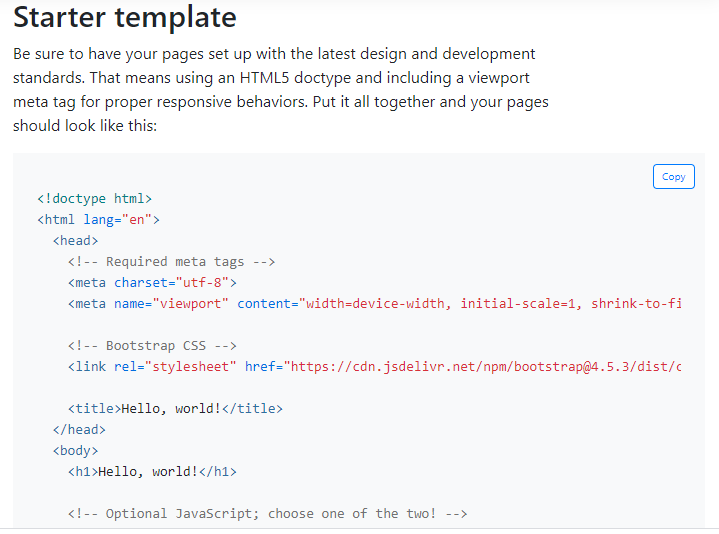 Starter template
Be sure to have your pages set up with the latest design and development
standards. That means using an HTML5 doctype and including a viewport
meta tag for proper responsive behaviors. Put it all together and your pages
should look like this:
Copy
<!doctype html>
<html lang="en">
<head>
<!-- Required meta tags -->
<meta charset="utf-8">
<meta name="viewport" content="width=device-width, initial-scale=1, shrink-to-fi
<!-- Bootstrap CSS -->
<link rel="stylesheet" href="https://cdn.jsdelivr.net/npm/bootstrap@4.5.3/dist/c
<title>Hello, world!</title>
</head>
<body>
<h1>Hello, world!</h1>
<!-- Optional JavaScript; choose one of the two! -->